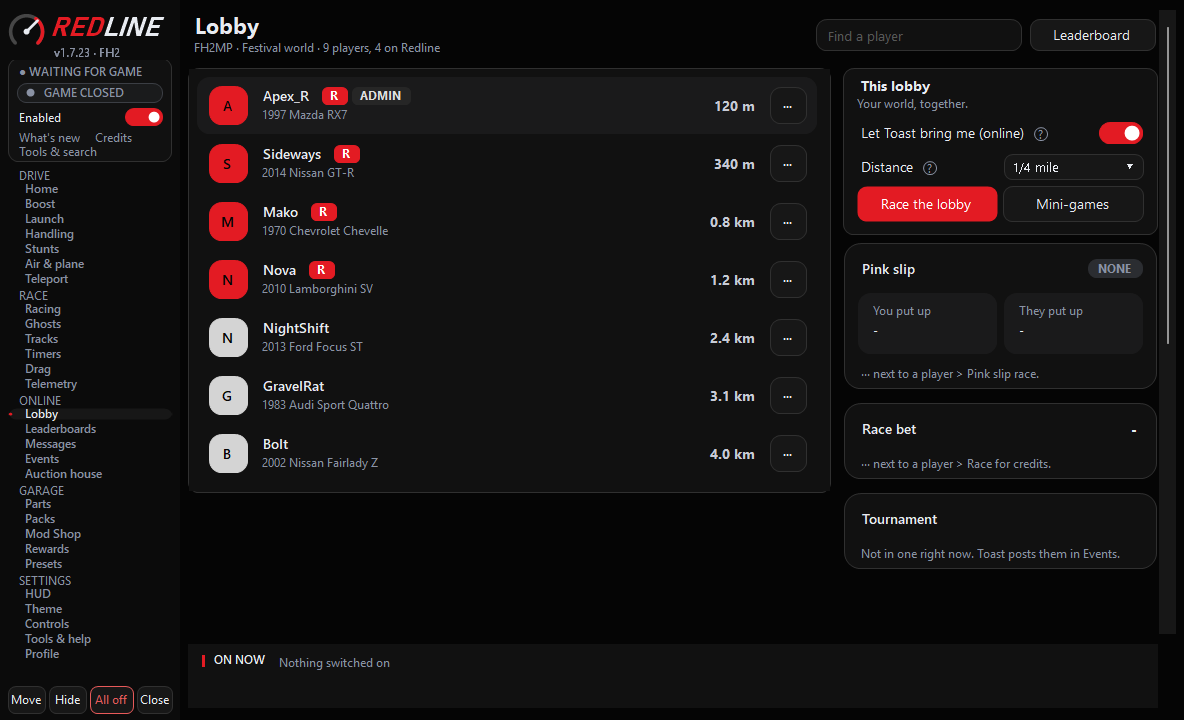 REDLINE
v1.7.23 · FH2
● WAITING FOR GAME
● GAME CLOSED
Enabled
What's new Credits
Tools & search
DRIVE
Home
Boost
Launch
Handling
Stunts
Air & plane
Teleport
RACE
Racing
Ghosts
Tracks
Timers
Drag
Telemetry
ONLINE
Lobby
Leaderboards
Messages
Events
Auction house
GARAGE
Parts
Packs
Mod Shop
Rewards
Presets
SETTINGS
HUD
Theme
Controls
Tools & help
Profile
Move Hide All off Close
Lobby
FH2MP · Festival world · 9 players, 4 on Redline
Find a player
Leaderboard
A Apex_R R ADMIN 120 m ···
1997 Mazda RX7
S Sideways R 340 m ···
2014 Nissan GT-R
M Mako R 0.8 km ···
1970 Chevrolet Chevelle
N Nova R 1.2 km ···
2010 Lamborghini SV
N NightShift 2.4 km ···
2013 Ford Focus ST
G GravelRat 3.1 km ···
1983 Audi Sport Quattro
B Bolt 4.0 km ···
2002 Nissan Fairlady Z
This lobby
Your world, together.
Let Toast bring me (online) ?
Distance ? 1/4 mile
Race the lobby Mini-games
Pink slip NONE
You put up They put up
- -
··· next to a player > Pink slip race.
Race bet -
··· next to a player > Race for credits.
Tournament
Not in one right now. Toast posts them in Events.
ON NOW Nothing switched on